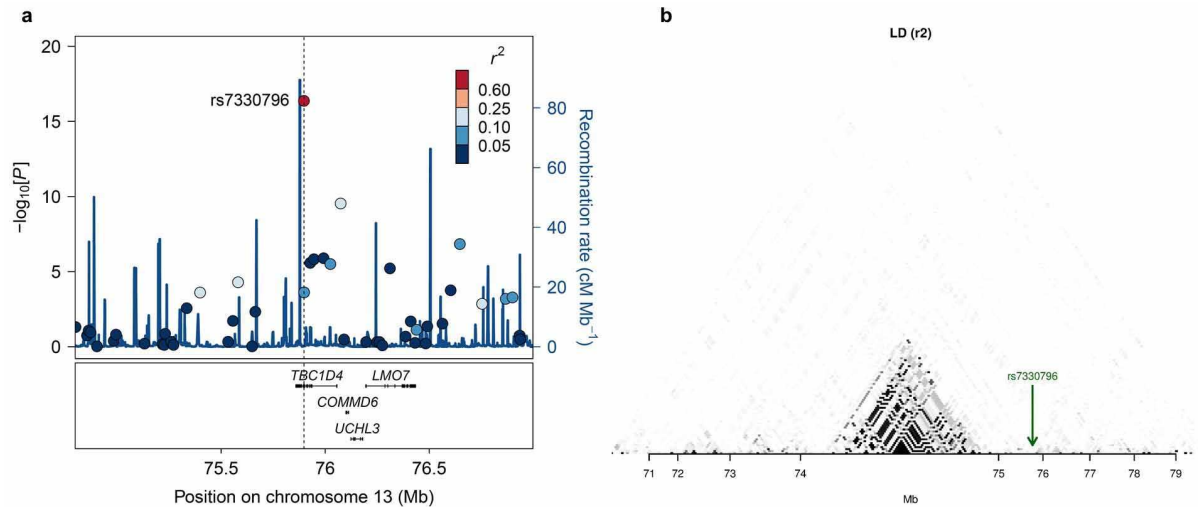 a
b
20
15
10
5
0
−log10[P]
rs7330796
r2
0.60
0.25
0.10
0.05
80
60
40
20
0
Recombination rate (cM Mb−1)
TBC1D4
LMO7
COMMD6
UCHL3
75.5 76 76.5
Position on chromosome 13 (Mb)
LD (r2)
rs7330796
71 72 73 74 75 76 77 78 79
Mb